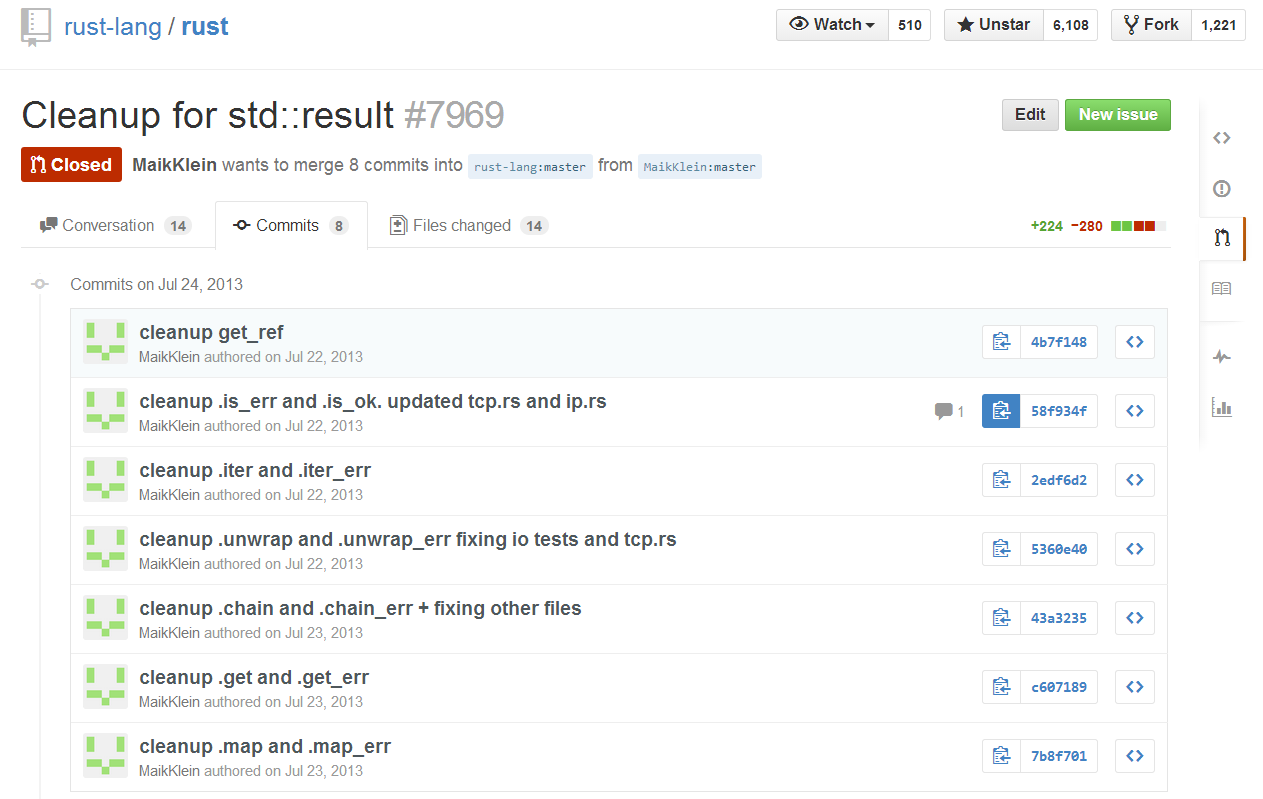 rust-lang / rust
Watch 510 Unstar 6,108 Fork 1,221
Cleanup for std::result #7969
Edit New issue
Closed MaikKlein wants to merge 8 commits into rust-lang:master from MaikKlein:master
Conversation 14 Commits 8 Files changed 14 +224 −280
Commits on Jul 24, 2013
cleanup get_ref
MaikKlein authored on Jul 22, 2013
4b7f148
cleanup .is_err and .is_ok. updated tcp.rs and ip.rs
MaikKlein authored on Jul 22, 2013
1 58f934f
cleanup .iter and .iter_err
MaikKlein authored on Jul 22, 2013
2edf6d2
cleanup .unwrap and .unwrap_err fixing io tests and tcp.rs
MaikKlein authored on Jul 22, 2013
5360e40
cleanup .chain and .chain_err + fixing other files
MaikKlein authored on Jul 23, 2013
43a3235
cleanup .get and .get_err
MaikKlein authored on Jul 23, 2013
c607189
cleanup .map and .map_err
MaikKlein authored on Jul 23, 2013
7b8f701